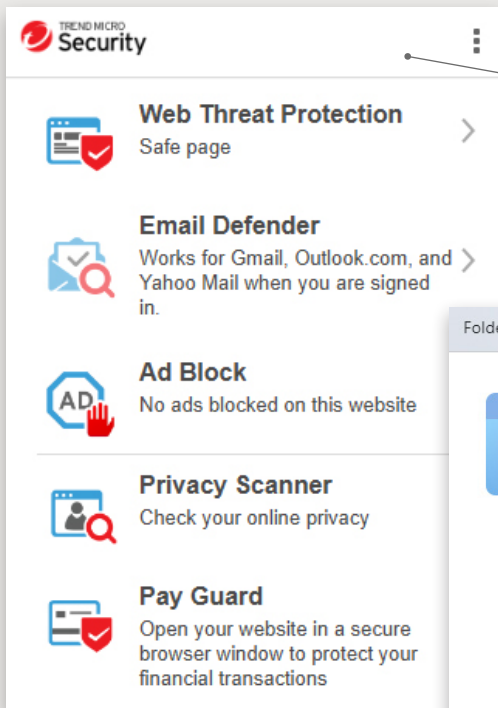 TREND MICRO
Security
Web Threat Protection
Safe page
Email Defender
Works for Gmail, Outlook.com, and
Yahoo Mail when you are signed
in.
Folde
Ad Block
AD
No ads blocked on this website
Privacy Scanner
Check your online privacy
Pay Guard
Open your website in a secure
browser window to protect your
financial transactions